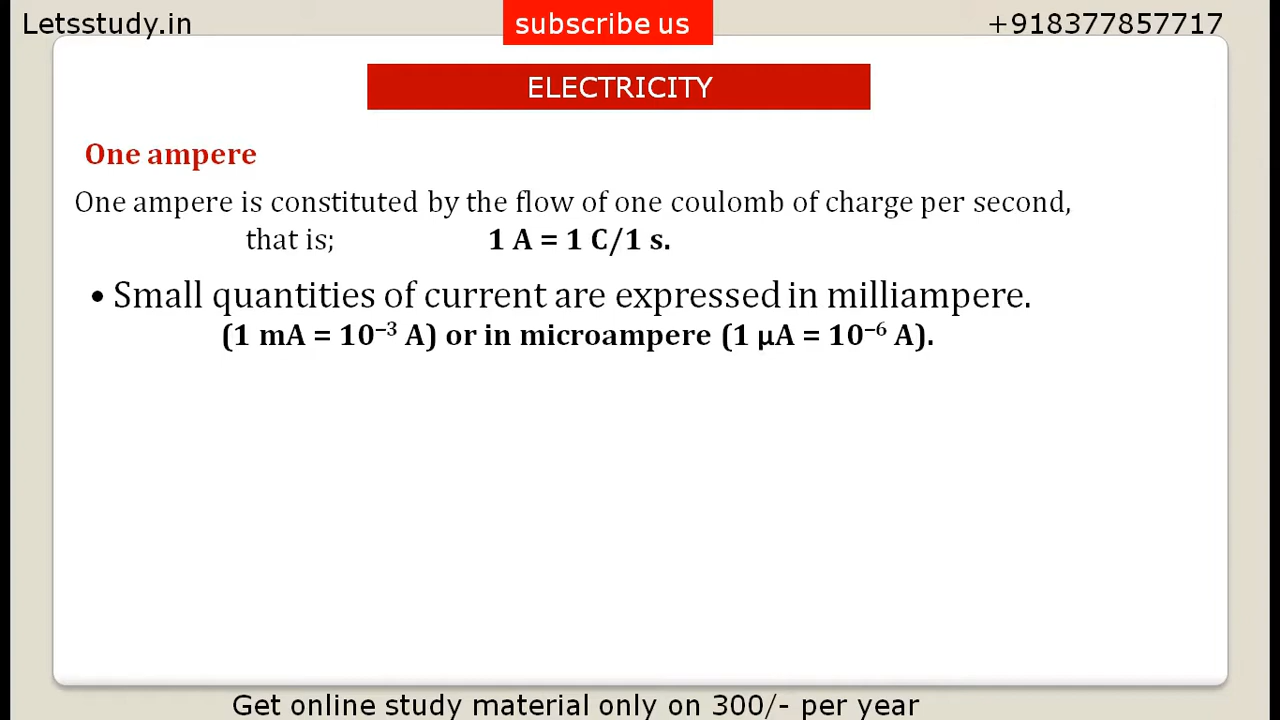 Letsstudy.in
subscribe us
+918377857717
ELECTRICITY
One ampere
One ampere is constituted by the flow of one coulomb of charge per second,
that is; 1 A = 1 C/1 s.
• Small quantities of current are expressed in milliampere.
(1 mA = 10⁻³ A) or in microampere (1 µA = 10⁻⁶ A).
Get online study material only on 300/- per year